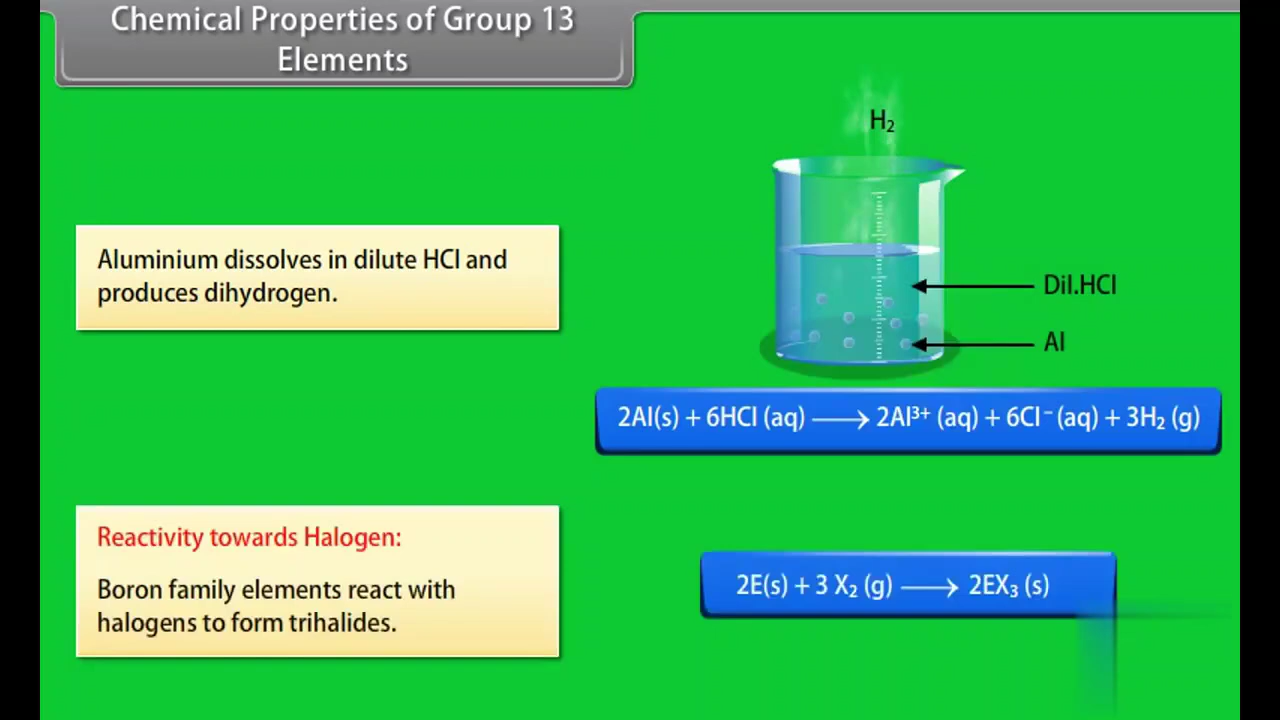 Chemical Properties of Group 13
Elements
H₂
Aluminium dissolves in dilute HCl and
produces dihydrogen.
Dil.HCl
Al
2Al(s) + 6HCl (aq) ⟶ 2Al³⁺ (aq) + 6Cl⁻ (aq) + 3H₂ (g)
Reactivity towards Halogen:
Boron family elements react with
halogens to form trihalides.
2E(s) + 3 X₂ (g) ⟶ 2EX₃ (s)